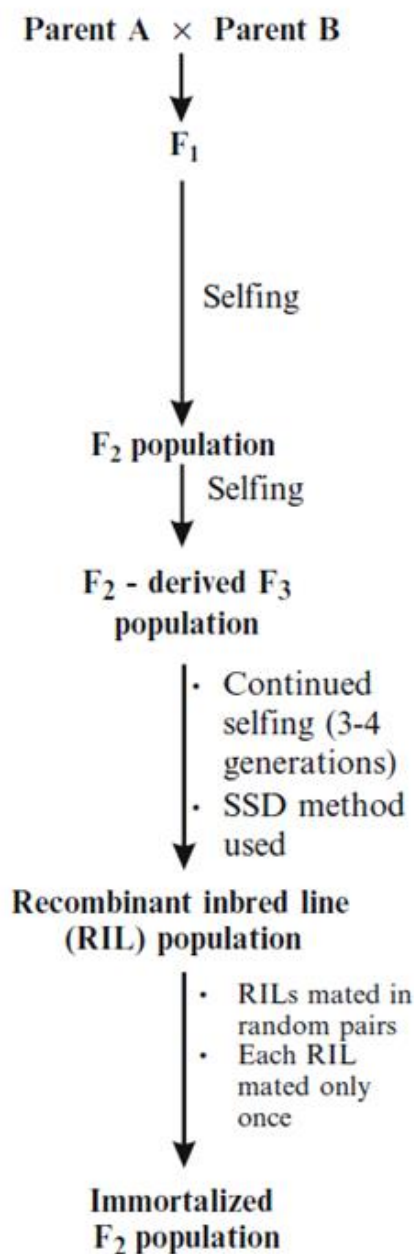 Parent A × Parent B
F₁
Selfing
F₂ population
Selfing
F₂ - derived F₃
population
• Continued
selfing (3-4
generations)
• SSD method
used
Recombinant inbred line
(RIL) population
• RILs mated in
random pairs
• Each RIL
mated only
once
Immortalized
F₂ population